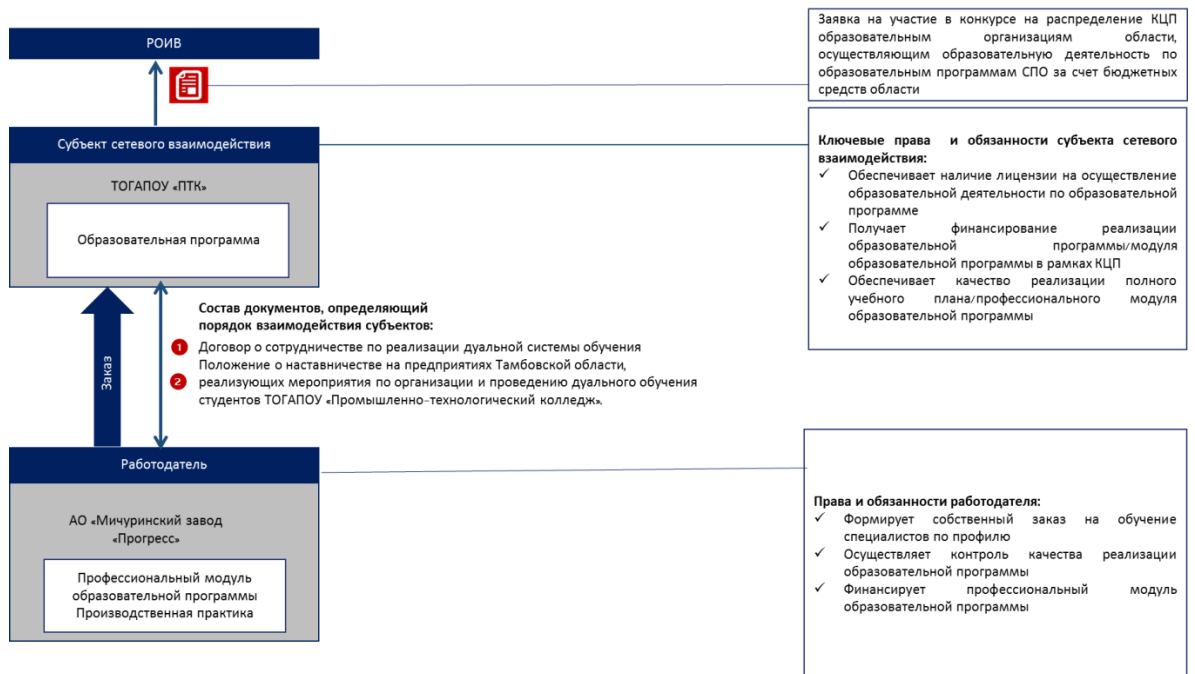 РОИВ
Заявка на участие в конкурсе на распределение КЦП
образовательным организациям области,
осуществляющим образовательную деятельность по
образовательным программам СПО за счет бюджетных
средств области
Субъект сетевого взаимодействия
ТОГАПОУ «ПТК»
Образовательная программа
Ключевые права и обязанности субъекта сетевого
взаимодействия:
✓ Обеспечивает наличие лицензии на осуществление
образовательной деятельности по образовательной
программе
✓ Получает финансирование реализации
образовательной программы/модуля
образовательной программы в рамках КЦП
✓ Обеспечивает качество реализации полного
учебного плана/профессионального модуля
образовательной программы
Заказ
Состав документов, определяющий
порядок взаимодействия субъектов:
1 Договор о сотрудничестве по реализации дуальной системы обучения
Положение о наставничестве на предприятиях Тамбовской области,
2 реализующих мероприятия по организации и проведению дуального обучения
студентов ТОГАПОУ «Промышленно-технологический колледж».
Работодатель
АО «Мичуринский завод
«Прогресс»
Профессиональный модуль
образовательной программы
Производственная практика
Права и обязанности работодателя:
✓ Формирует собственный заказ на обучение
специалистов по профилю
✓ Осуществляет контроль качества реализации
образовательной программы
✓ Финансирует профессиональный модуль
образовательной программы